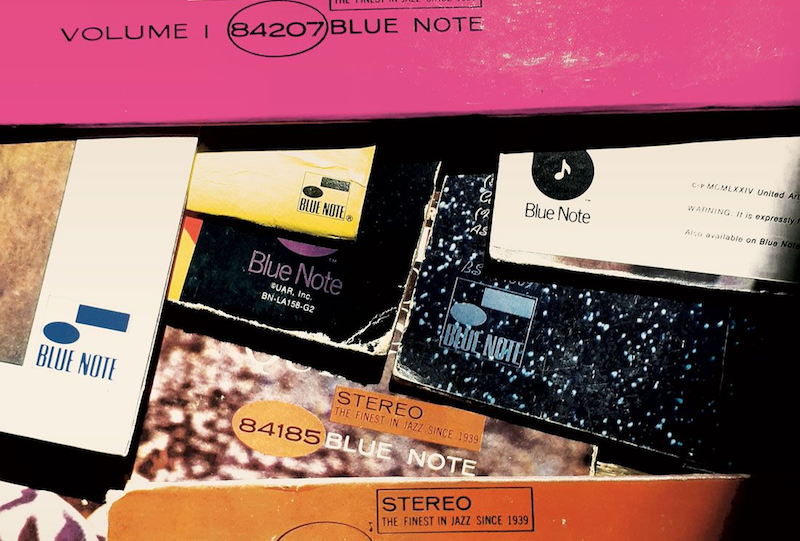 THE FINEST IN JAZZ SINCE 1939
VOLUME 1 84207 BLUE NOTE
BLUE NOTE®
Blue Note™
©UAR, Inc.
BN-LA158-G2
Blue Note
C-P MCMLXXIV United
WARNING: It is expressly
Also available on Blue Note
BLUE NOTE
BLUE NOTE
STEREO
THE FINEST IN JAZZ SINCE 1939
84185 BLUE NOTE
STEREO
THE FINEST IN JAZZ SINCE 1939